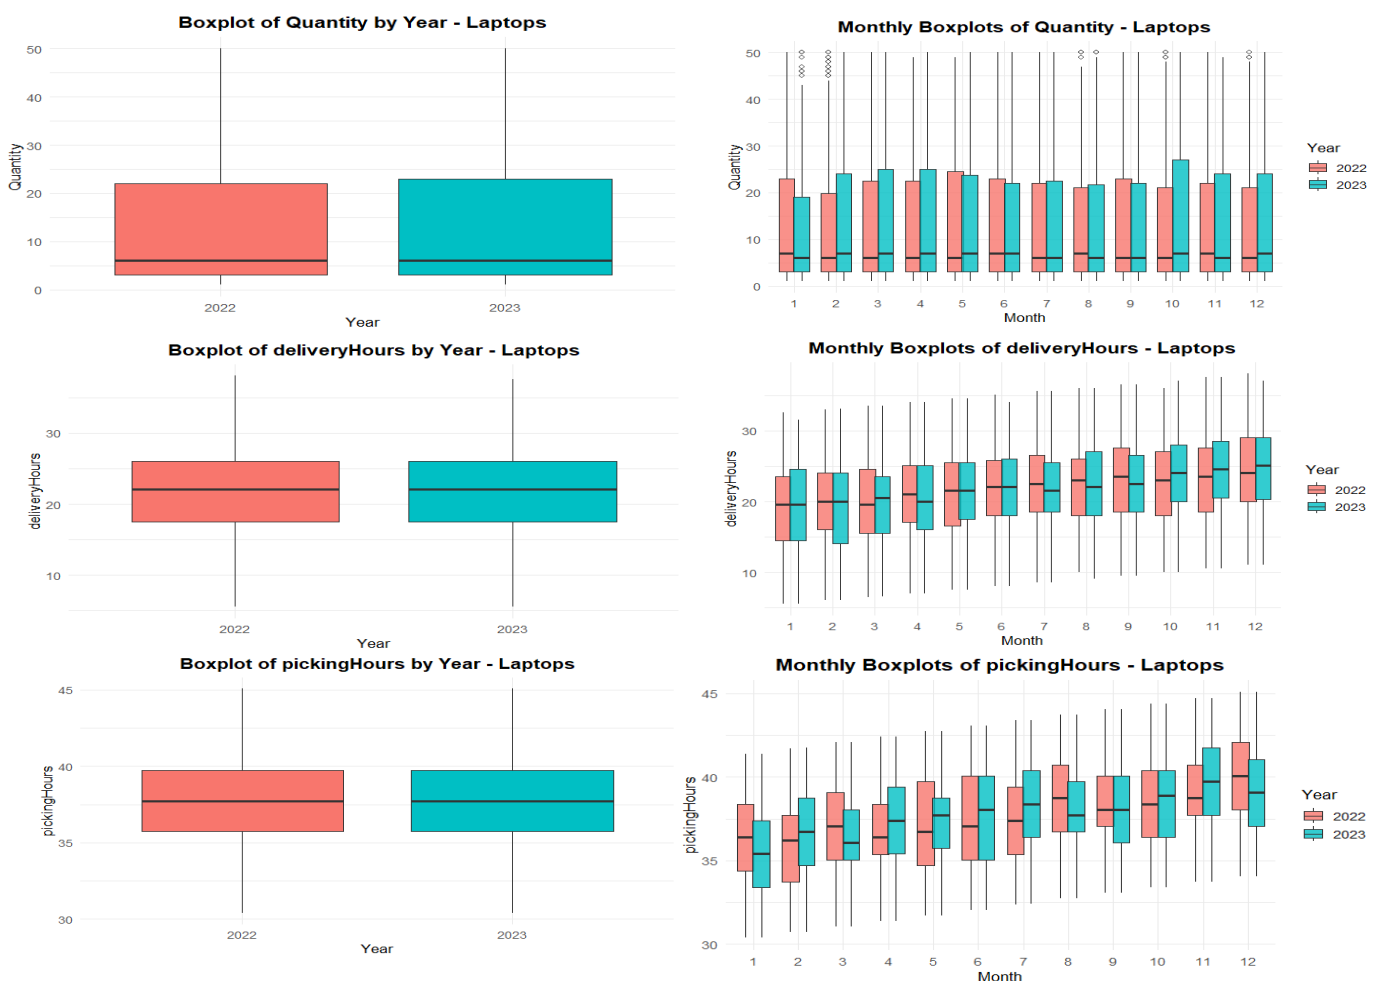 Boxplot of Quantity by Year - Laptops
50
40
30
20
10
0
Quantity
2022 2023
Year
Monthly Boxplots of Quantity - Laptops
50
40
30
20
10
0
Quantity
1 2 3 4 5 6 7 8 9 10 11 12
Month
Year
2022
2023
Boxplot of deliveryHours by Year - Laptops
30
20
10
deliveryHours
2022 2023
Year
Monthly Boxplots of deliveryHours - Laptops
30
20
10
deliveryHours
1 2 3 4 5 6 7 8 9 10 11 12
Month
Year
2022
2023
Boxplot of pickingHours by Year - Laptops
45
40
35
30
pickingHours
2022 2023
Year
Monthly Boxplots of pickingHours - Laptops
45
40
35
30
pickingHours
1 2 3 4 5 6 7 8 9 10 11 12
Month
Year
2022
2023